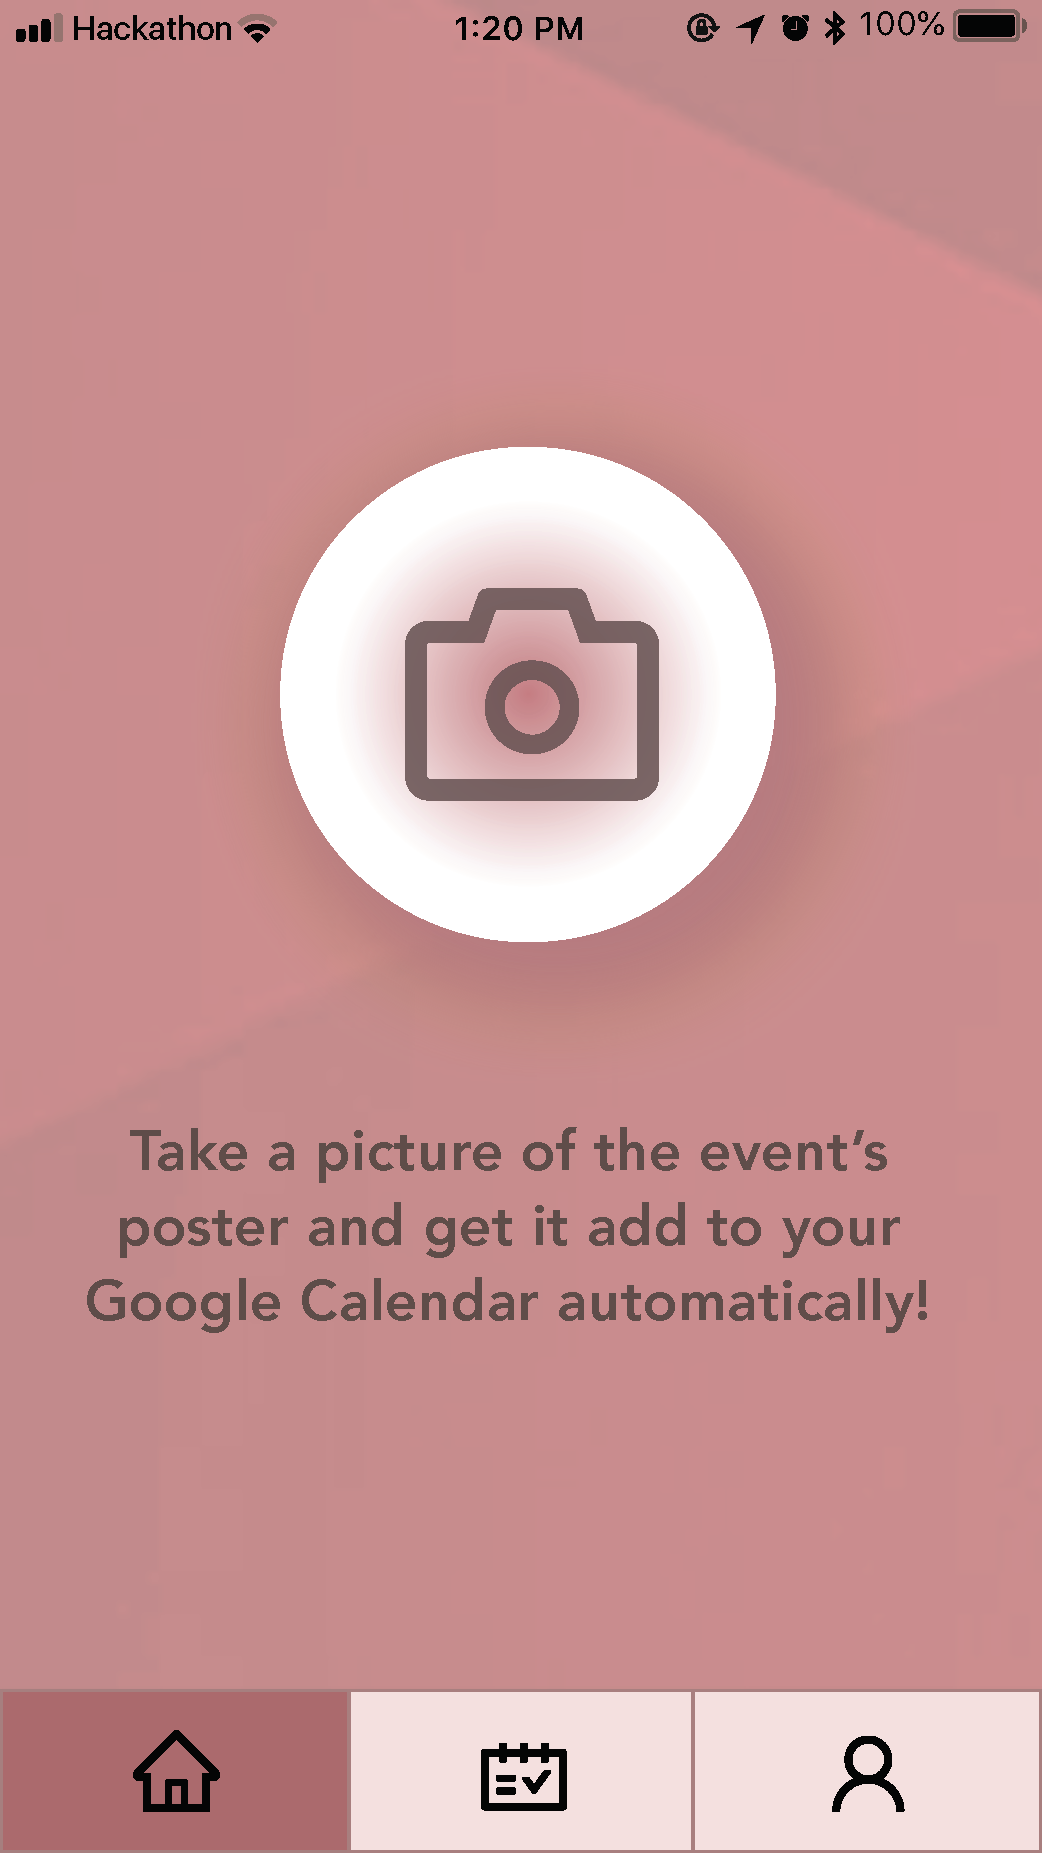 Hackathon 1:20 PM 100%
Take a picture of the event’s
poster and get it add to your
Google Calendar automatically!